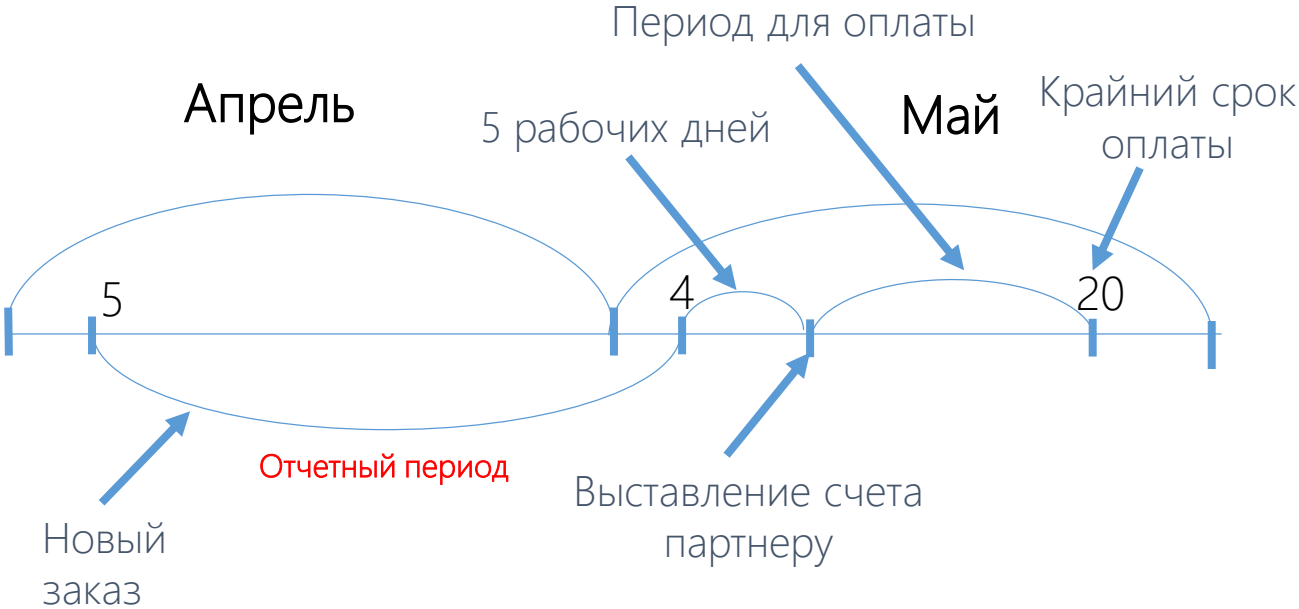 Период для оплаты
Апрель
Май
Крайний срок
оплаты
5 рабочих дней
5
4
20
Отчетный период
Новый
заказ
Выставление счета
партнеру